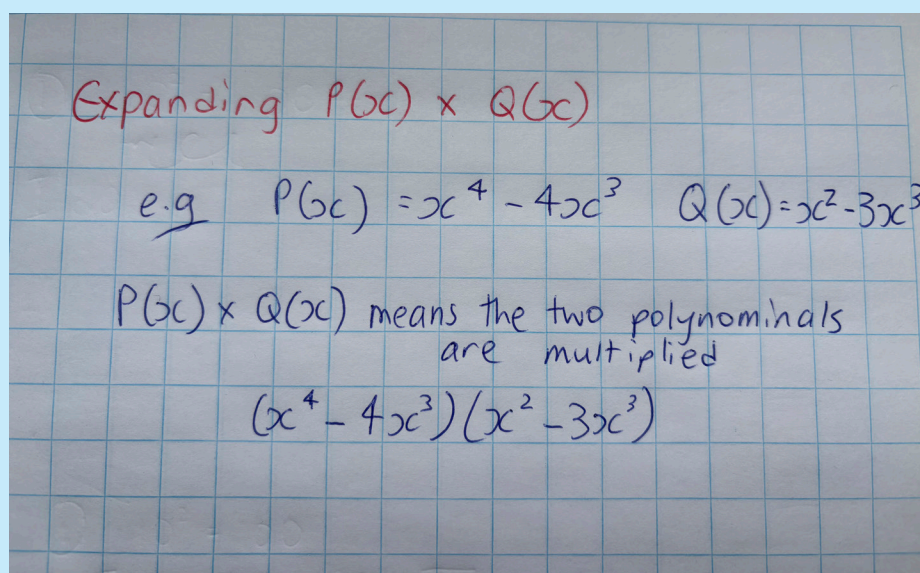 Expanding P(x) x Q(x)
e.g P(x) = x⁴ - 4x³ Q(x) = x² - 3x³
P(x) x Q(x) means the two polynominals
are multiplied
(x⁴ - 4x³)(x² - 3x³)